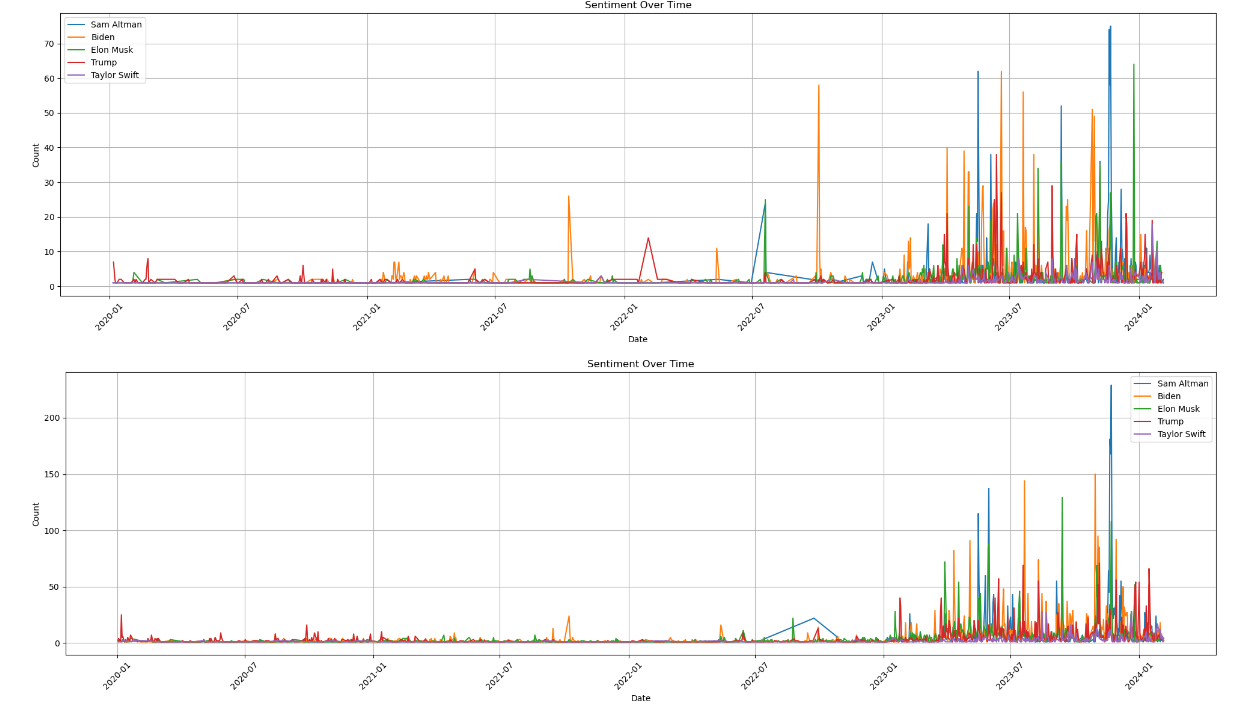 Sentiment Over Time
Sam Altman
Biden
Elon Musk
Trump
Taylor Swift
70
60
50
40
30
20
10
0
Count
2020-01
2020-07
2021-01
2021-07
2022-01
2022-07
2023-01
2023-07
2024-01
Date
Sentiment Over Time
Sam Altman
Biden
Elon Musk
Trump
Taylor Swift
200
150
100
50
0
Count
2020-01
2020-07
2021-01
2021-07
2022-01
2022-07
2023-01
2023-07
2024-01
Date